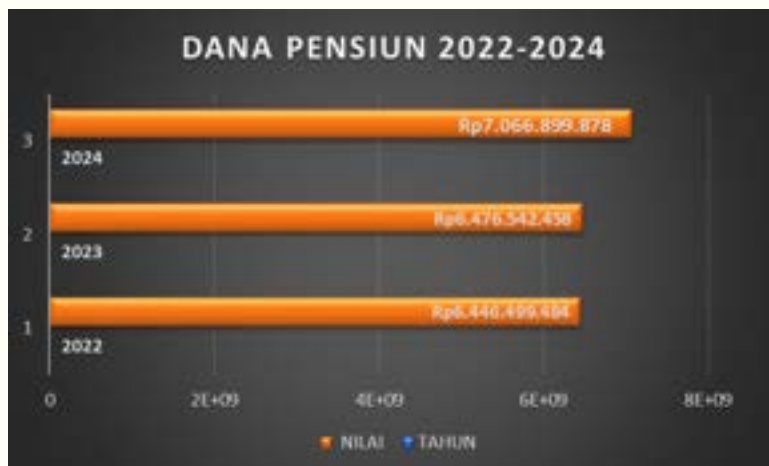 DANA PENSIUN 2022-2024
3
Rp7.066.899.878
2024
2
Rp6.476.542.438
2023
1
Rp6.446.499.484
2022
0 2E+09 4E+09 6E+09 8E+09
NILAI TAHUN